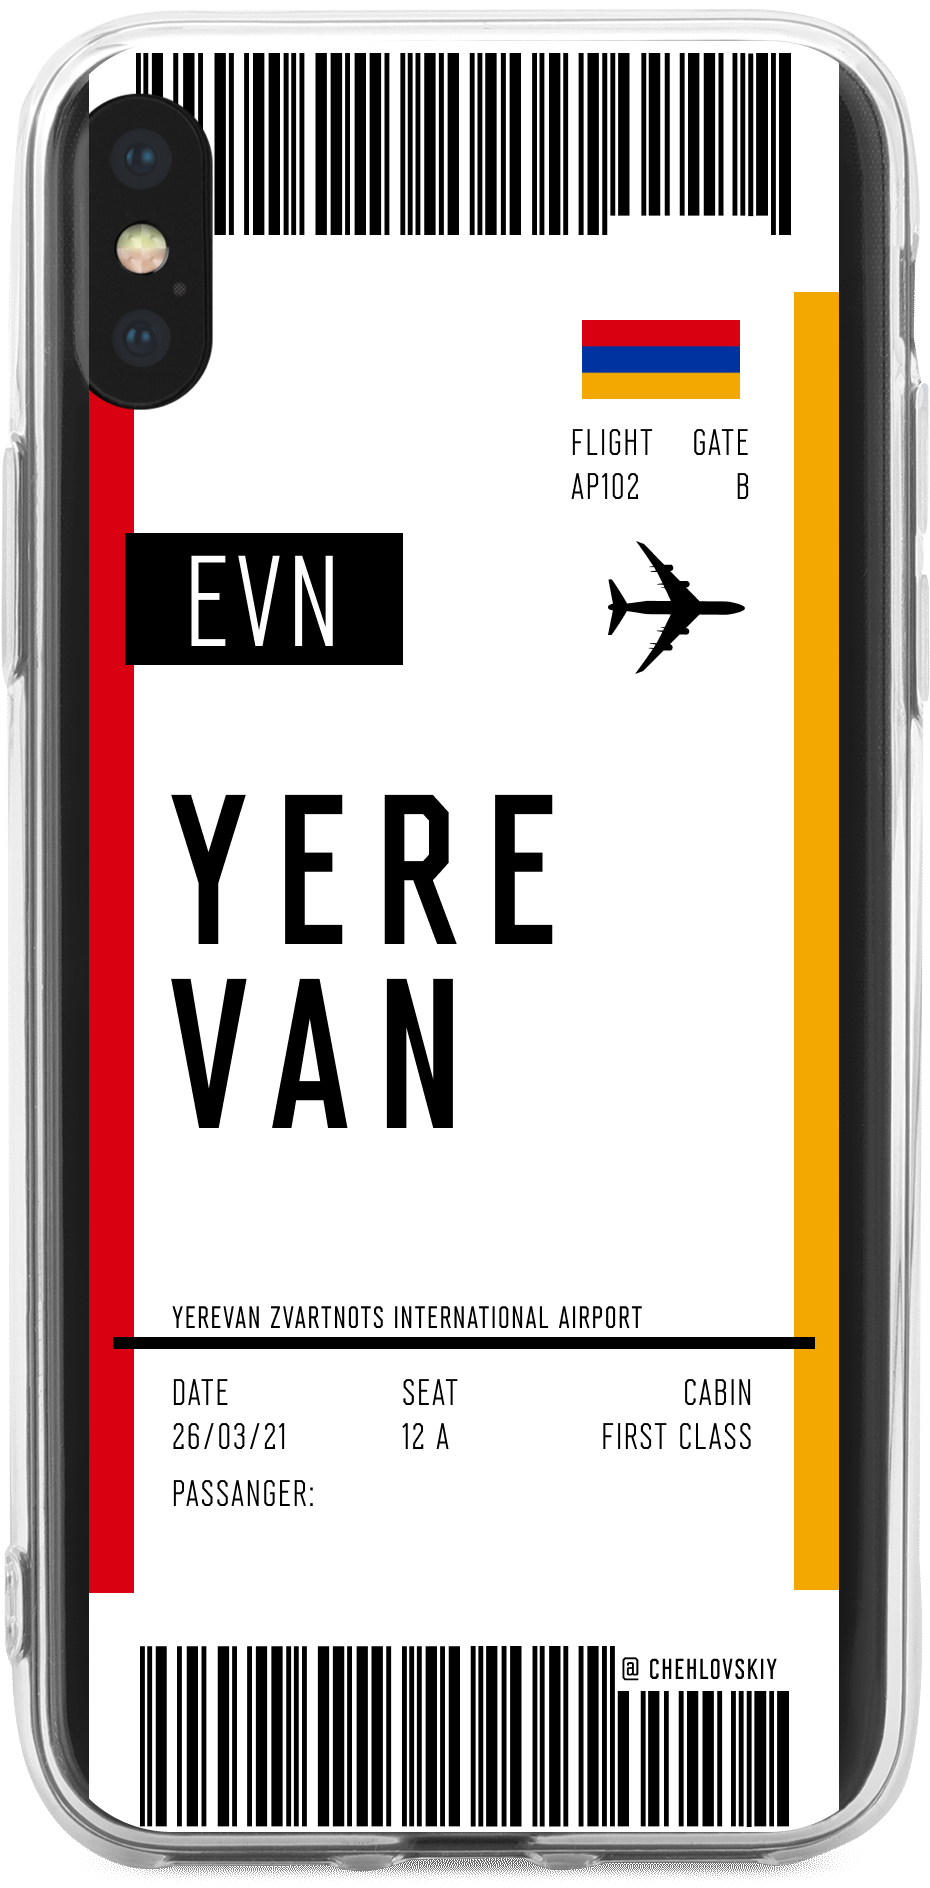 FLIGHT GATE
AP102 B
EVN
YERE
VAN
YEREVAN ZVARTNOTS INTERNATIONAL AIRPORT
DATE SEAT CABIN
26/03/21 12 A FIRST CLASS
PASSANGER:
@ CHEHLOVSKIY